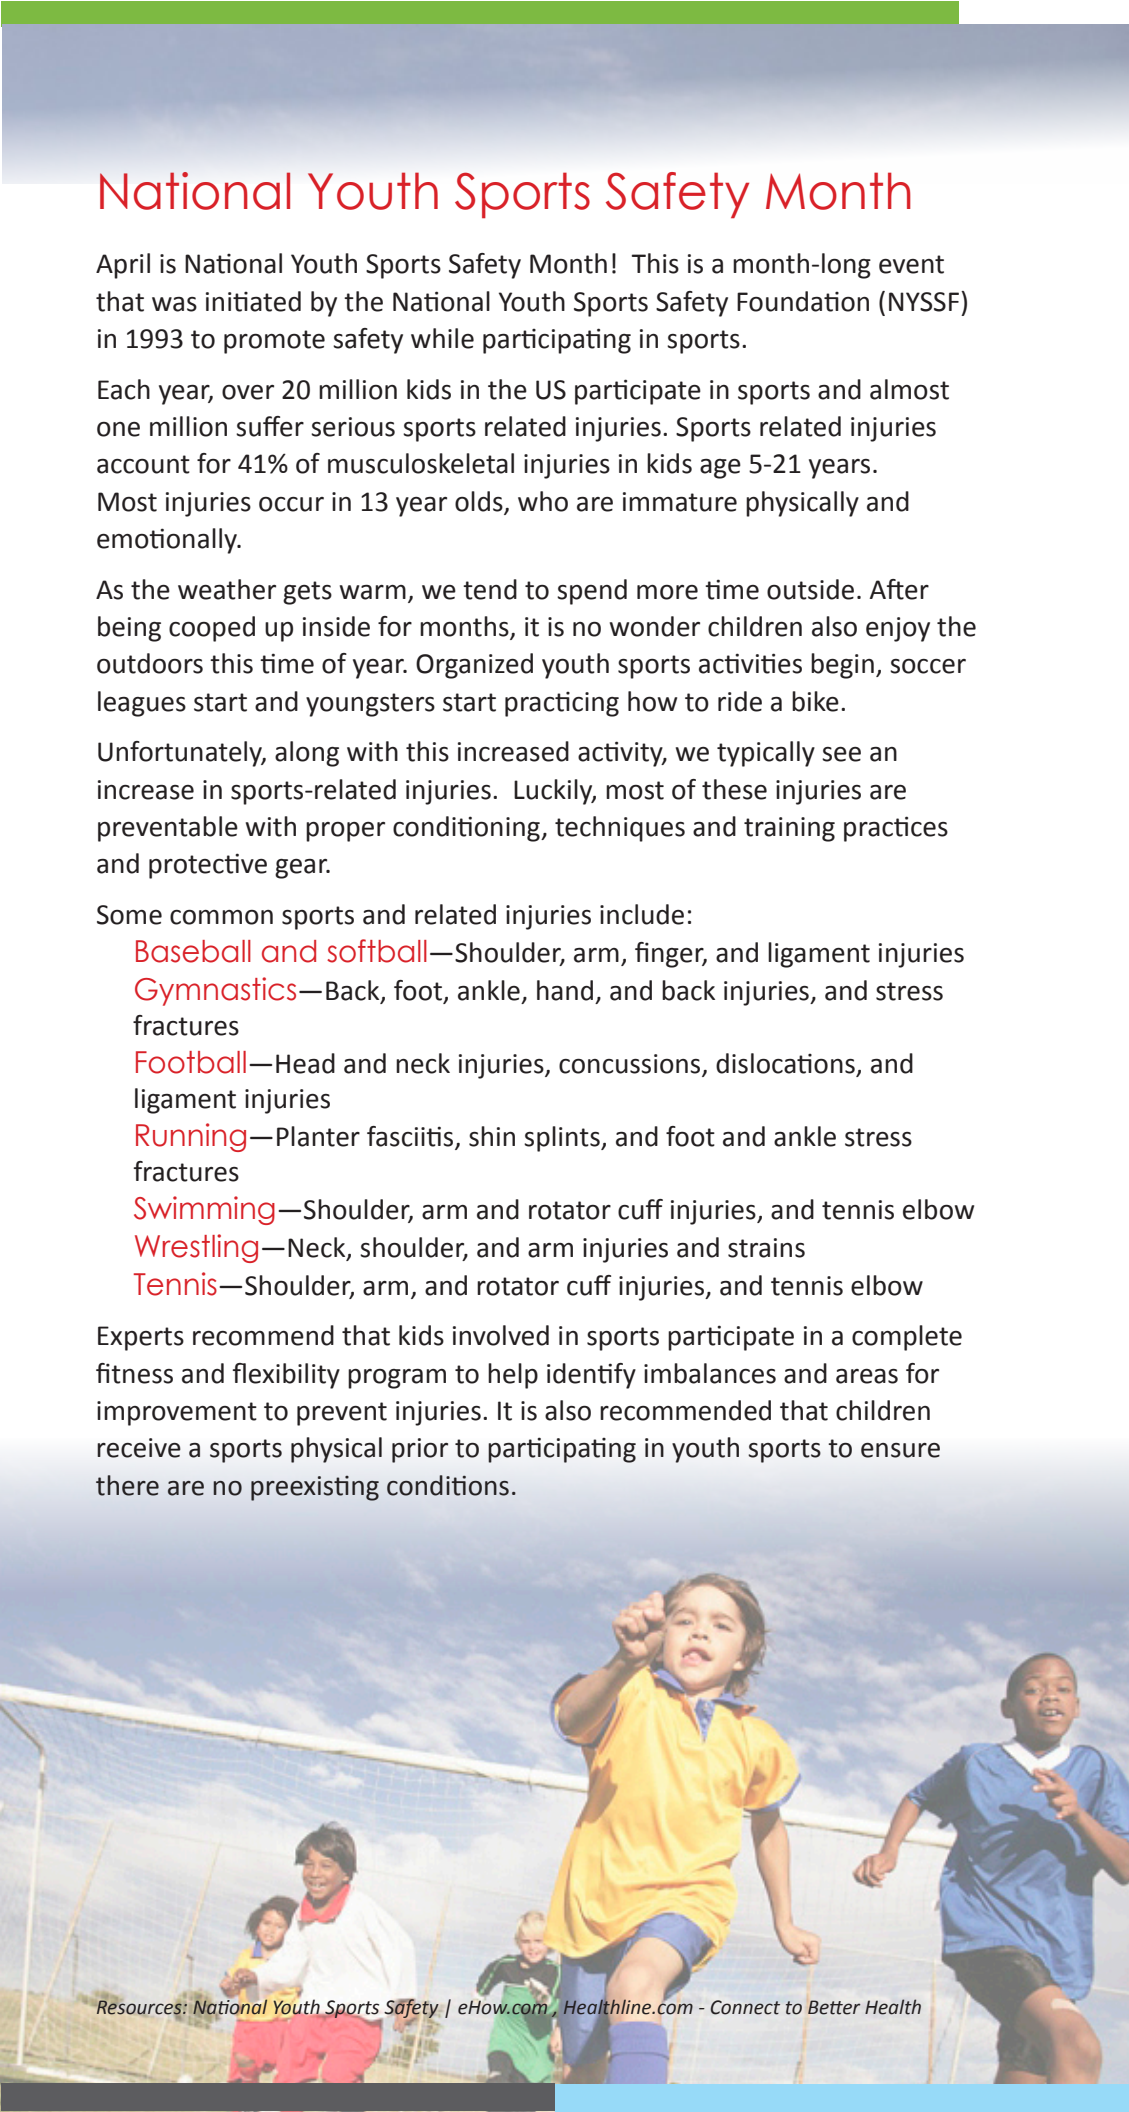 National Youth Sports Safety Month
April is National Youth Sports Safety Month!  This is a month-long event
that was initiated by the National Youth Sports Safety Foundation (NYSSF)
in 1993 to promote safety while participating in sports.
Each year, over 20 million kids in the US participate in sports and almost
one million suffer serious sports related injuries. Sports related injuries
account for 41% of musculoskeletal injuries in kids age 5-21 years.
Most injuries occur in 13 year olds, who are immature physically and
emotionally.
As the weather gets warm, we tend to spend more time outside. After
being cooped up inside for months, it is no wonder children also enjoy the
outdoors this time of year. Organized youth sports activities begin, soccer
leagues start and youngsters start practicing how to ride a bike.
Unfortunately, along with this increased activity, we typically see an
increase in sports-related injuries.  Luckily, most of these injuries are
preventable with proper conditioning, techniques and training practices
and protective gear.
Some common sports and related injuries include:
Baseball and softball—Shoulder, arm, finger, and ligament injuries
Gymnastics—Back, foot, ankle, hand, and back injuries, and stress
fractures
Football—Head and neck injuries, concussions, dislocations, and
ligament injuries
Running—Planter fasciitis, shin splints, and foot and ankle stress
fractures
Swimming—Shoulder, arm and rotator cuff injuries, and tennis elbow
Wrestling—Neck, shoulder, and arm injuries and strains
Tennis—Shoulder, arm, and rotator cuff injuries, and tennis elbow
Experts recommend that kids involved in sports participate in a complete
fitness and flexibility program to help identify imbalances and areas for
improvement to prevent injuries. It is also recommended that children
receive a sports physical prior to participating in youth sports to ensure
there are no preexisting conditions.
Resources: National Youth Sports Safety | eHow.com , Healthline.com - Connect to Better Health